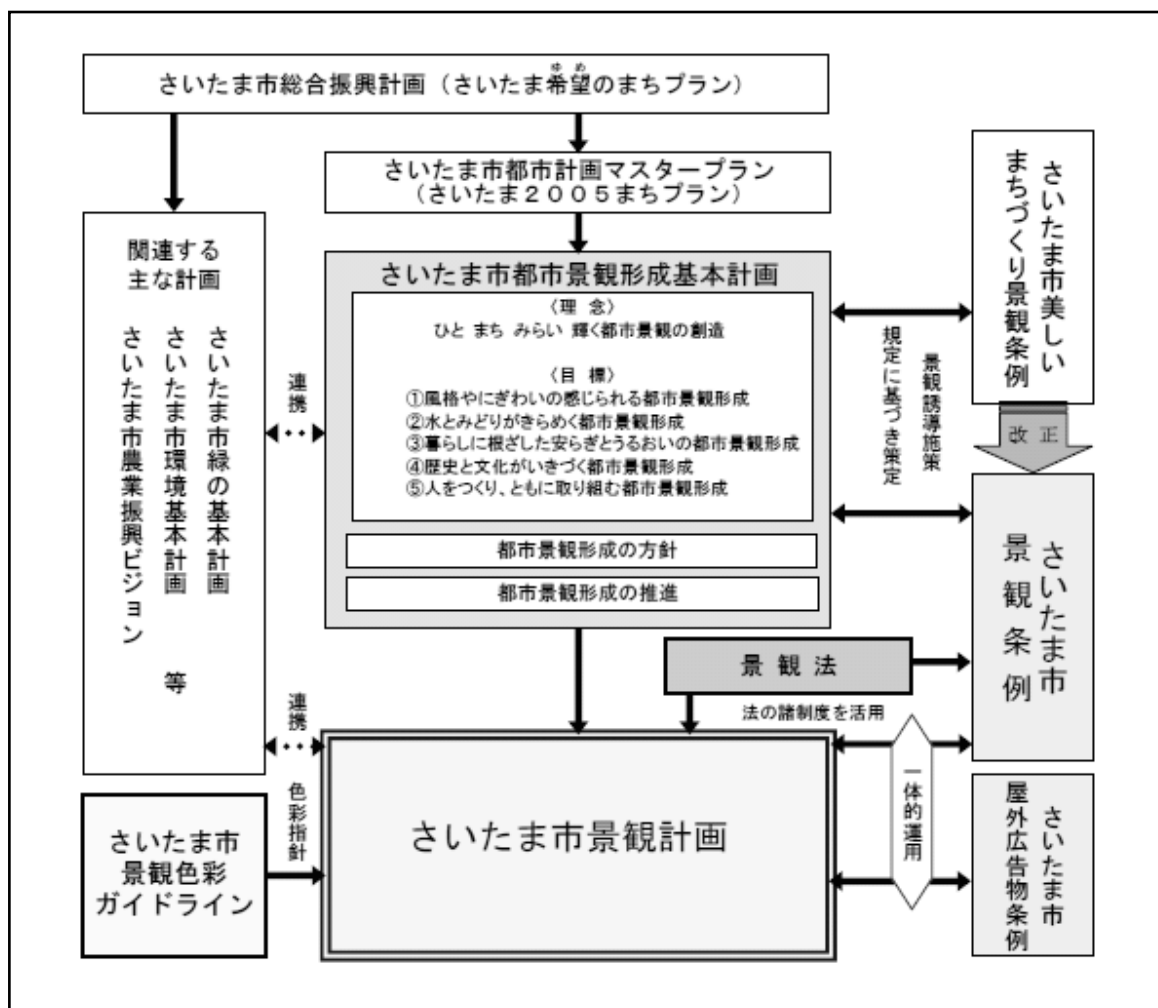 ゆめ
さいたま市総合振興計画（さいたま希望のまちプラン）
さいたま市都市計画マスタープラン
（さいたま２００５まちプラン）
関連する
主な計画
さいたま市緑の基本計画
さいたま市環境基本計画 等
さいたま市農業振興ビジョン
連携
さいたま市都市景観形成基本計画
〈理 念〉
ひと まち みらい 輝く都市景観の創造
〈目 標〉
①風格やにぎわいの感じられる都市景観形成
②水とみどりがきらめく都市景観形成
③暮らしに根ざした安らぎとうるおいの都市景観形成
④歴史と文化がいきづく都市景観形成
⑤人をつくり、ともに取り組む都市景観形成
都市景観形成の方針
都市景観形成の推進
景観誘導施策
規定に基づき策定
さいたま市美しい
まちづくり景観条例
改正
さいたま市
景観条例
景 観 法
法の諸制度を活用
連携
色彩指針
さいたま市
景観色彩
ガイドライン
さいたま市景観計画
一体的運用
さいたま市
屋外広告物条例